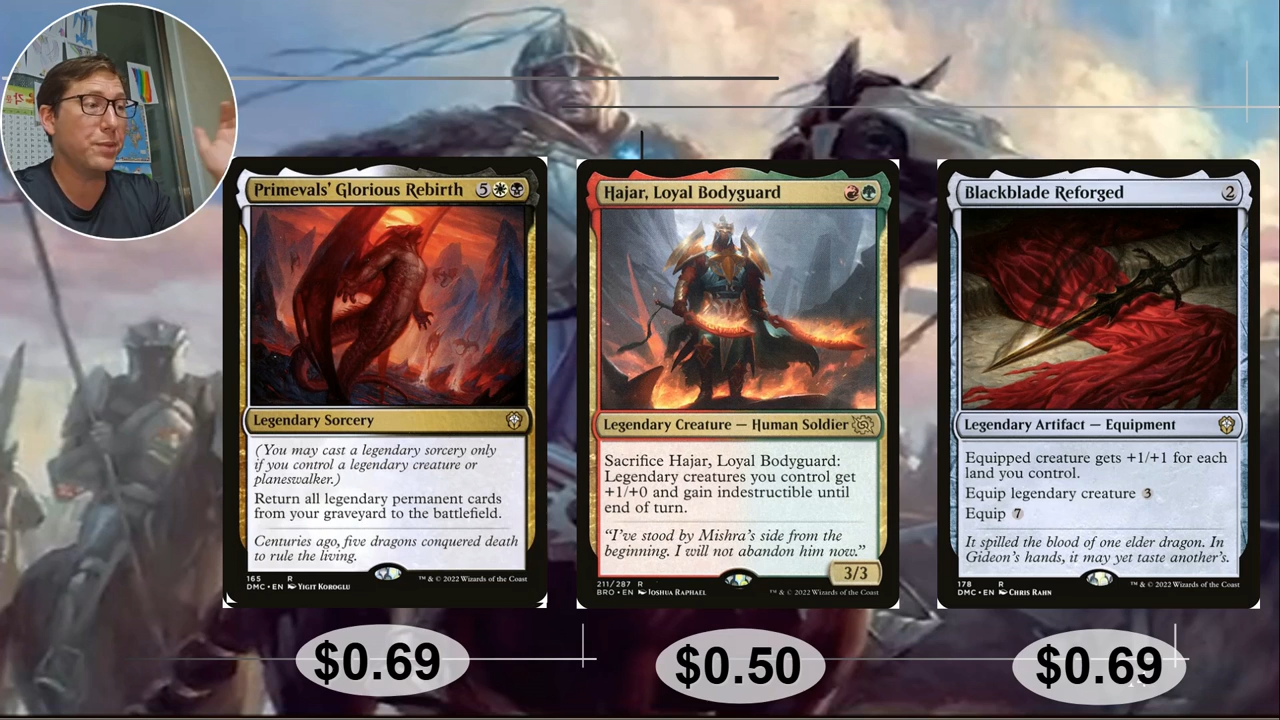 Primevals' Glorious Rebirth 5
Legendary Sorcery
(You may cast a legendary sorcery only
if you control a legendary creature or
planeswalker.)
Return all legendary permanent cards
from your graveyard to the battlefield.
Centuries ago, five dragons conquered death
to rule the living.
165 R
DMC • EN Yigit Koroglu ™ & © 2022 Wizards of the Coast
$0.69
Hajar, Loyal Bodyguard
Legendary Creature — Human Soldier
Sacrifice Hajar, Loyal Bodyguard:
Legendary creatures you control get
+1/+0 and gain indestructible until
end of turn.
"I've stood by Mishra's side from the
beginning. I will not abandon him now."
3/3
211/287 R
BRO • EN Joshua Raphael ™ & © 2022 Wizards of the Coast
$0.50
Blackblade Reforged 2
Legendary Artifact — Equipment
Equipped creature gets +1/+1 for each
land you control.
Equip legendary creature 3
Equip 7
It spilled the blood of one elder dragon. In
Gideon's hands, it may yet taste another's.
178 R
DMC • EN Chris Rahn ™ & © 2022 Wizards of the Coast
$0.69